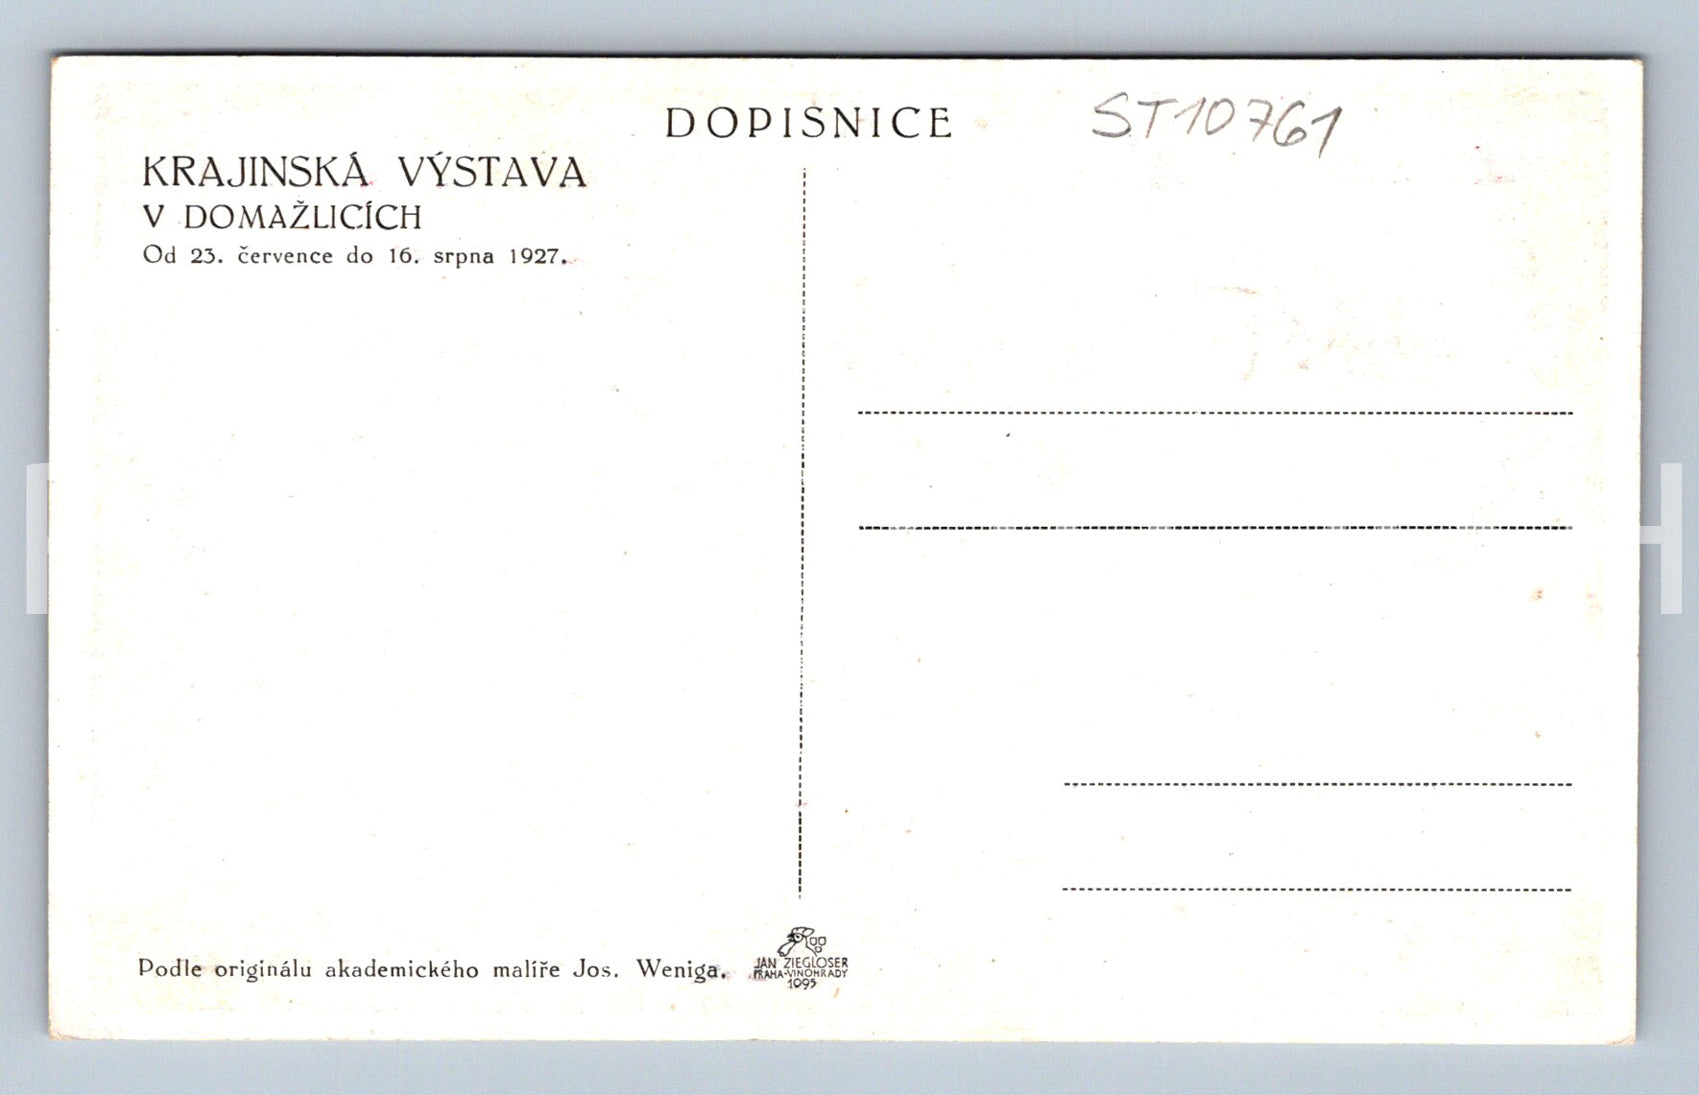 DOPISNICE
ST10761
KRAJINSKÁ VÝSTAVA
V DOMAŽLICÍCH
Od 23. července do 16. srpna 1927.
Podle originálu akademického malíře Jos. Weniga.
JAN ZIEGLOSER
PRAHA-VINOHRADY
1095